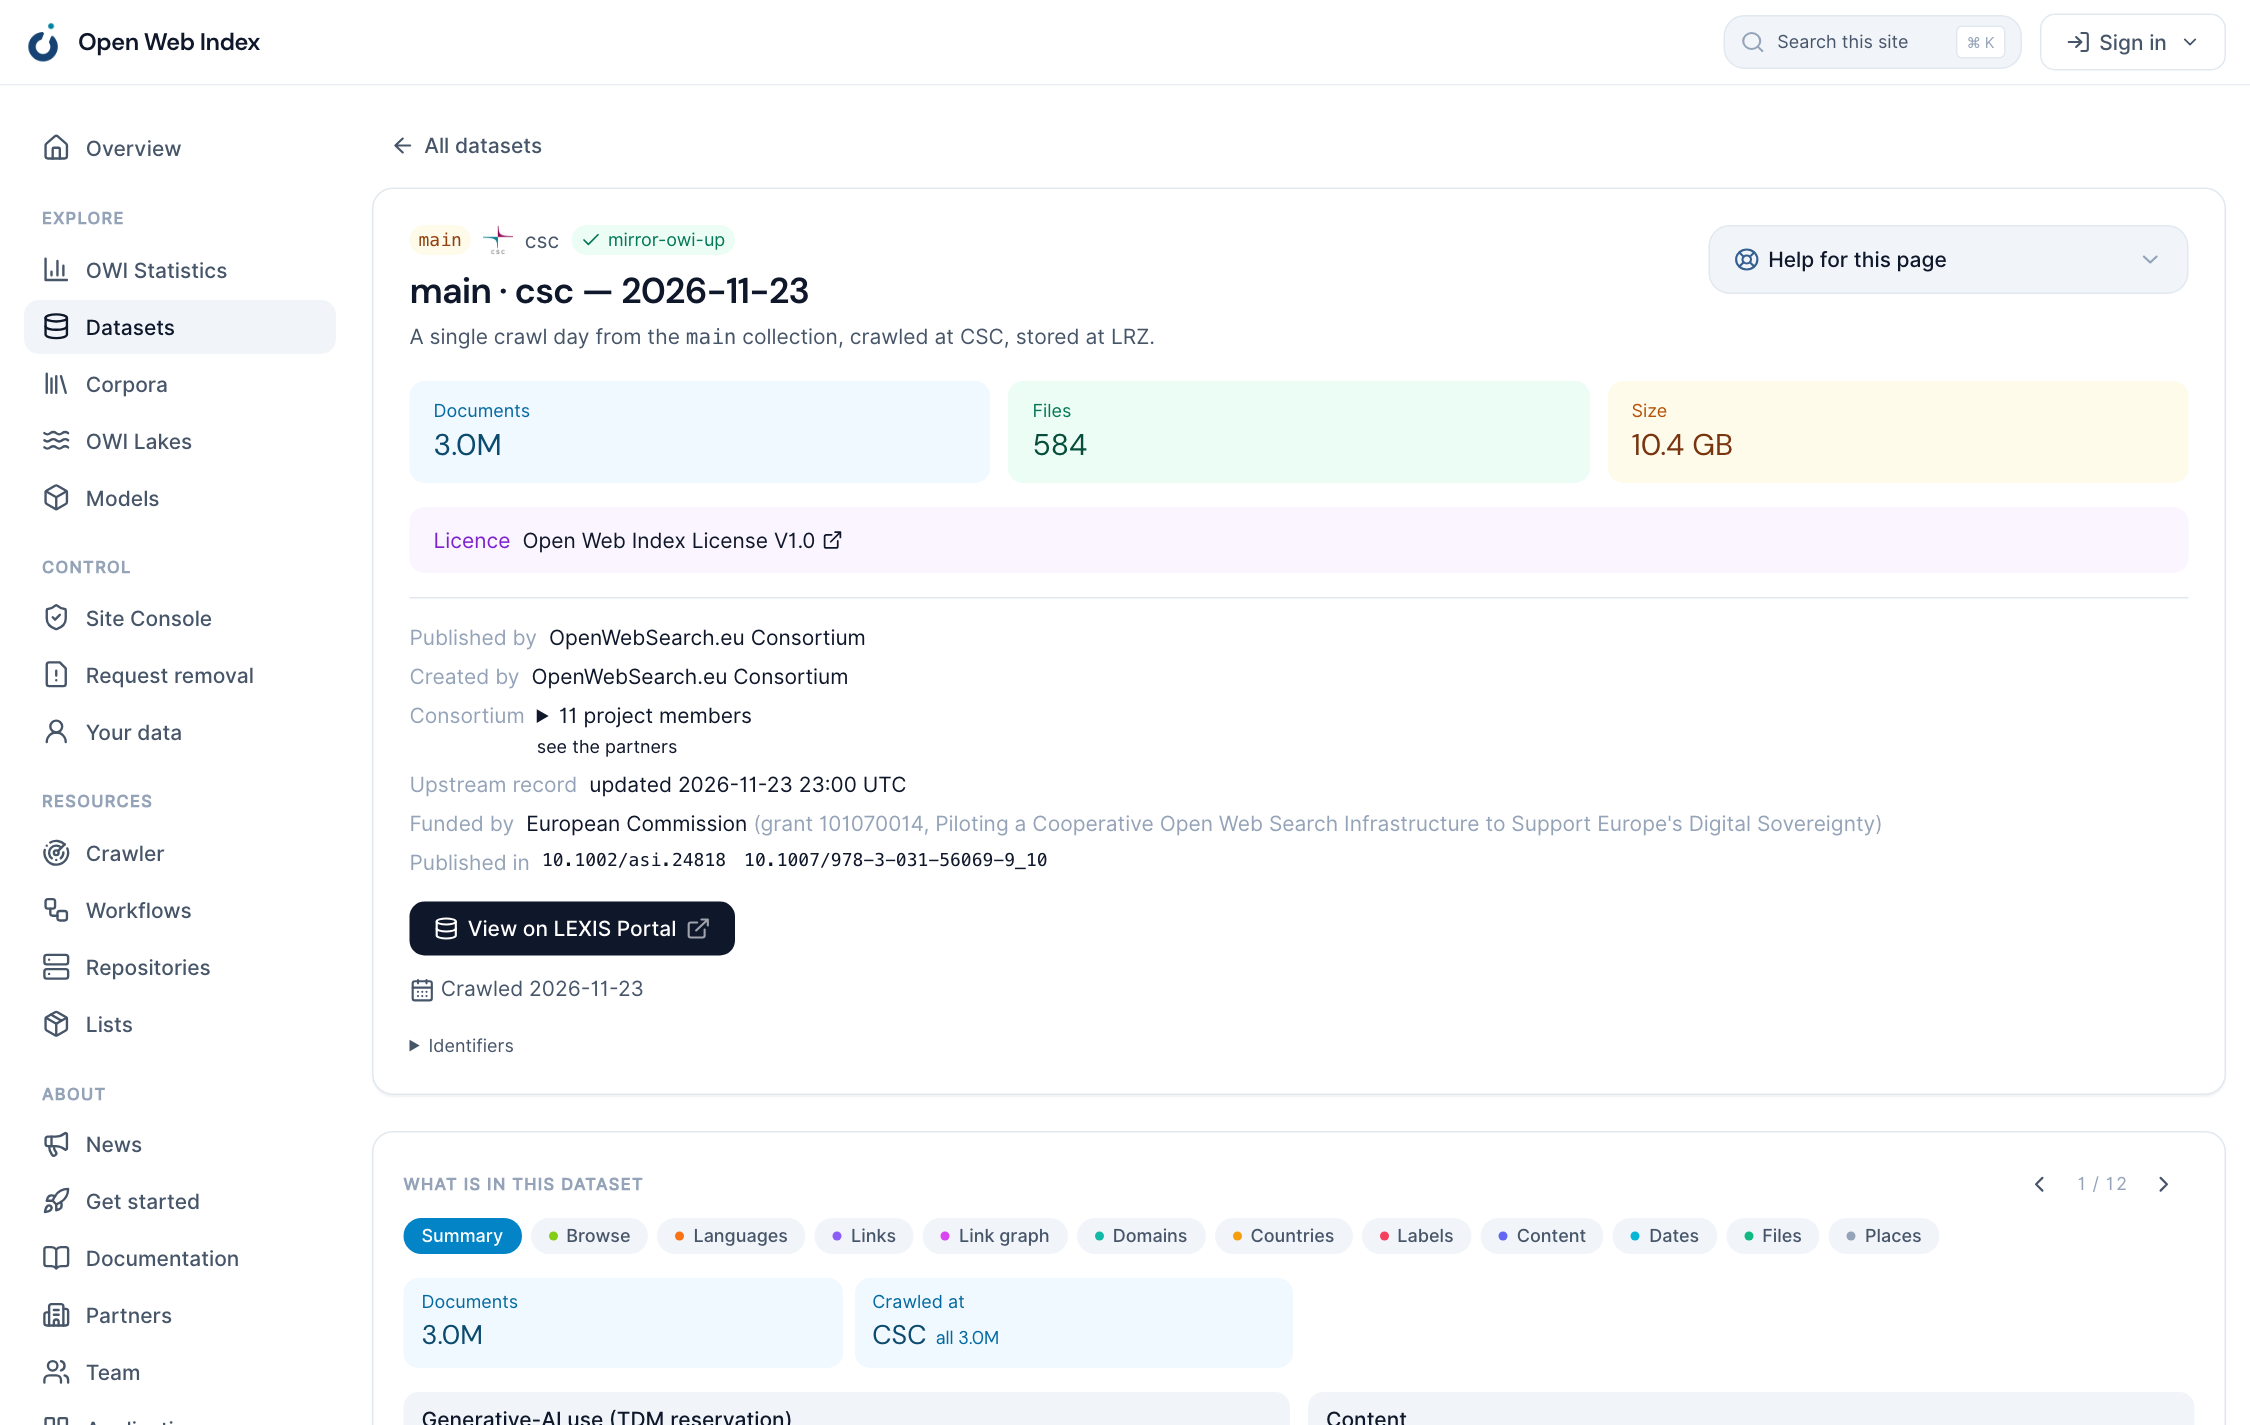 Open Web Index
Search this site
⌘ K
Sign in
Overview
EXPLORE
OWI Statistics
Datasets
Corpora
OWI Lakes
Models
CONTROL
Site Console
Request removal
Your data
RESOURCES
Crawler
Workflows
Repositories
Lists
ABOUT
News
Get started
Documentation
Partners
Team
← All datasets
main csc csc ✓ mirror-owi-up
Help for this page
main · csc — 2026-11-23
A single crawl day from the main collection, crawled at CSC, stored at LRZ.
Documents
3.0M
Files
584
Size
10.4 GB
Licence Open Web Index License V1.0
Published by OpenWebSearch.eu Consortium
Created by OpenWebSearch.eu Consortium
Consortium ▶ 11 project members
see the partners
Upstream record updated 2026-11-23 23:00 UTC
Funded by European Commission (grant 101070014, Piloting a Cooperative Open Web Search Infrastructure to Support Europe's Digital Sovereignty)
Published in 10.1002/asi.24818 10.1007/978-3-031-56069-9_10
View on LEXIS Portal
Crawled 2026-11-23
▶ Identifiers
WHAT IS IN THIS DATASET
1 / 12
Summary Browse Languages Links Link graph Domains Countries Labels Content Dates Files Places
Documents
3.0M
Crawled at
CSC all 3.0M
Generative-AI use (TDM reservation)
Content